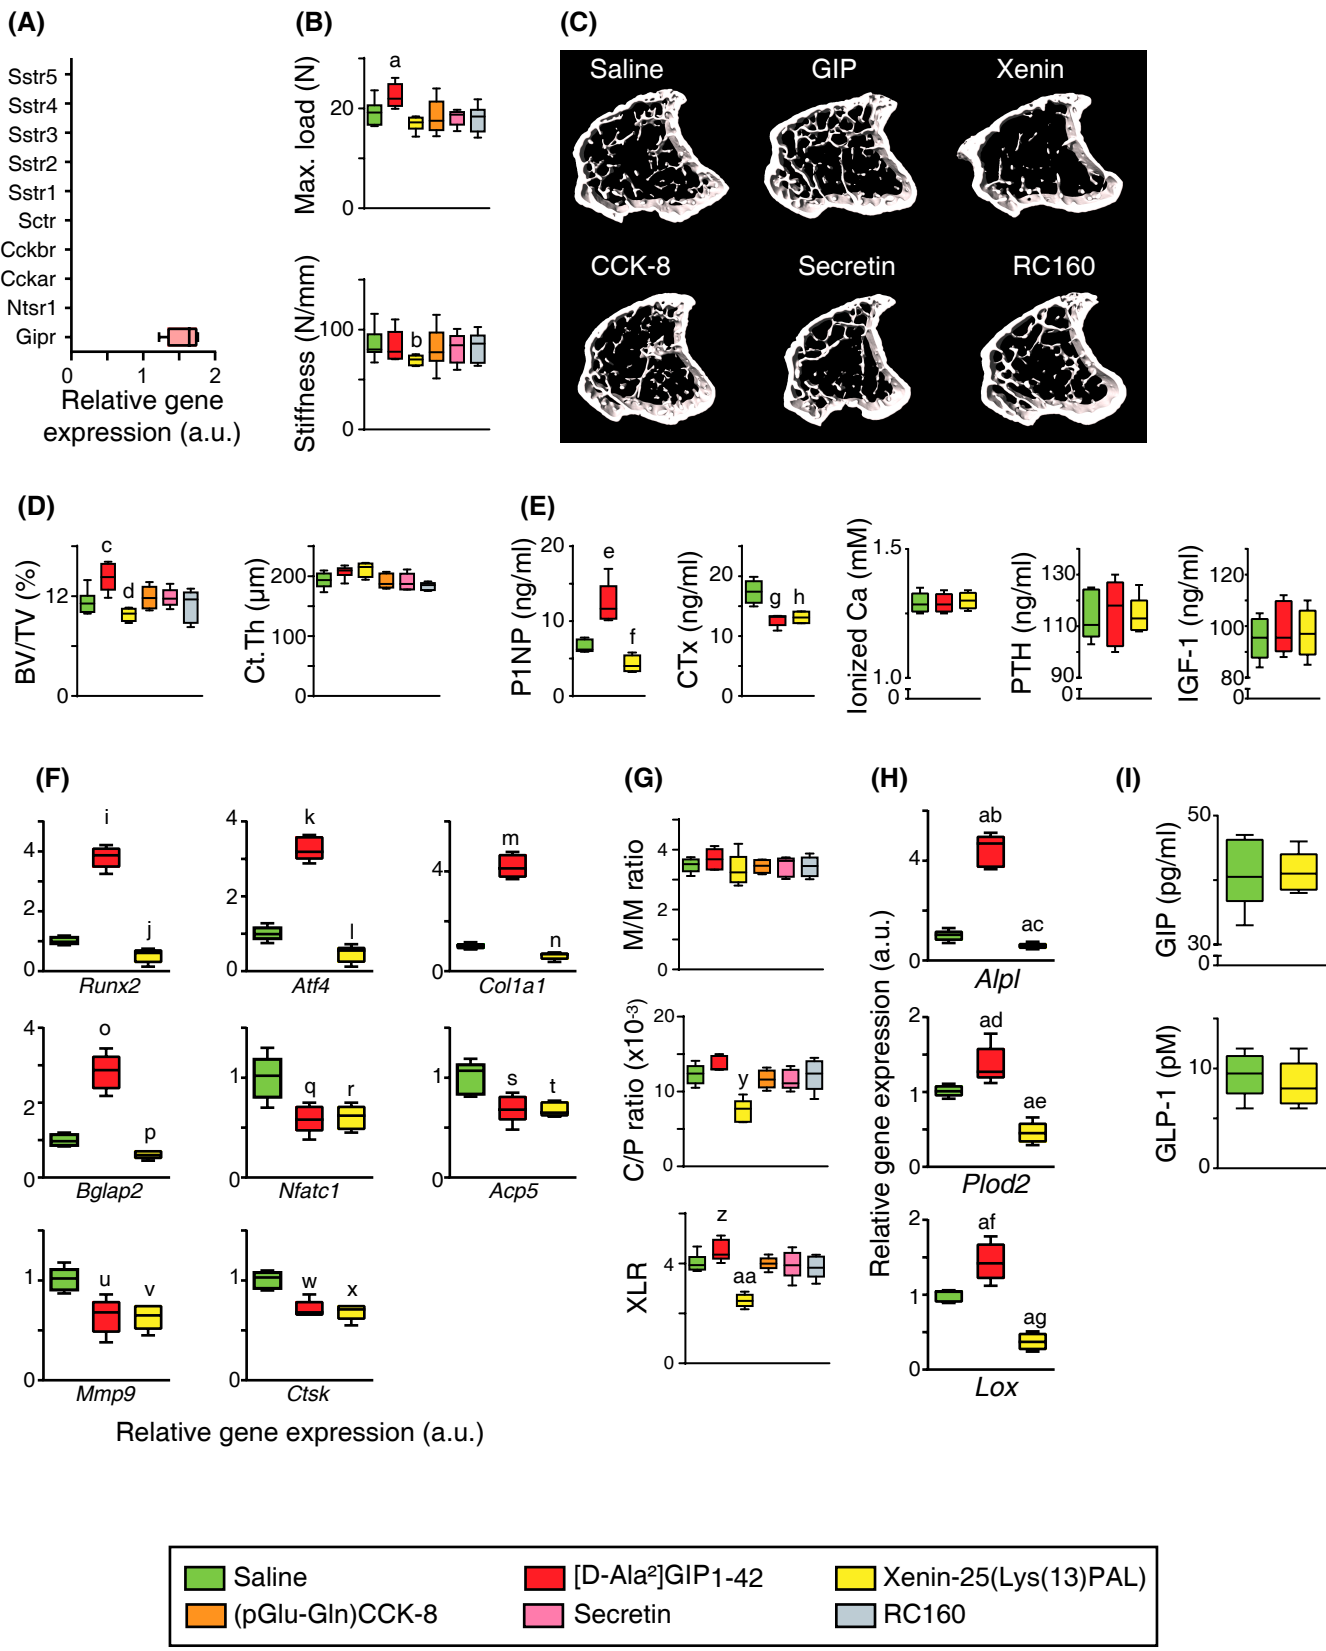 (A)
Sstr5
Sstr4
Sstr3
Sstr2
Sstr1
Sctr
Cckbr
Cckar
Ntsr1
Gipr
0 1 2
Relative gene
expression (a.u.)
(B)
Max. load (N)
20
0
a
Stiffness (N/mm)
100
0
b
(C)
Saline GIP Xenin
CCK-8 Secretin RC160
(D)
BV/TV (%)
12
0
c
d
Ct.Th (µm)
200
100
0
(E)
P1NP (ng/ml)
20
10
0
e
f
CTx (ng/ml)
20
10
0
g h
Ionized Ca (mM)
1.5
1.0
0
PTH (ng/ml)
130
110
90
0
IGF-1 (ng/ml)
120
100
80
0
(F)
4
2
0
i
j
Runx2
4
2
0
k
l
Atf4
4
0
m
n
Col1a1
4
2
0
o
p
Bglap2
1
0
q r
Nfatc1
1
0
s t
Acp5
1
0
u v
Mmp9
1
0
w x
Ctsk
Relative gene expression (a.u.)
(G)
M/M ratio
4
2
0
C/P ratio (x10-3)
20
10
0
y
XLR
4
0
z
aa
(H)
Relative gene expression (a.u.)
4
0
ab
ac
Alpl
2
1
0
ad
ae
Plod2
2
1
0
af
ag
Lox
(I)
GIP (pg/ml)
50
30
0
GLP-1 (pM)
10
0
Saline [D-Ala²]GIP1-42 Xenin-25(Lys(13)PAL)
(pGlu-Gln)CCK-8 Secretin RC160